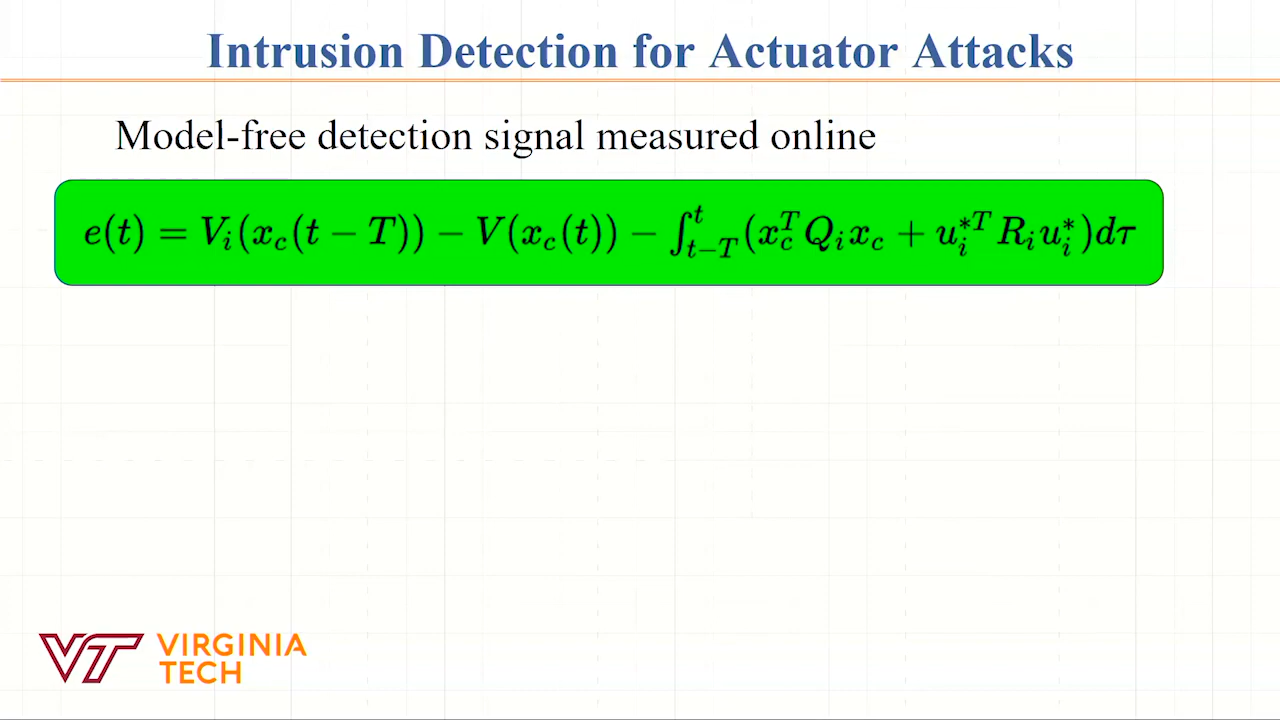 Intrusion Detection for Actuator Attacks
Model-free detection signal measured online
e(t) = V_i(x_c(t − T)) − V(x_c(t)) − ∫_{t−T}^{t} (x_c^T Q_i x_c + u_i^{*T} R_i u_i^*)dτ
VT VIRGINIA
TECH